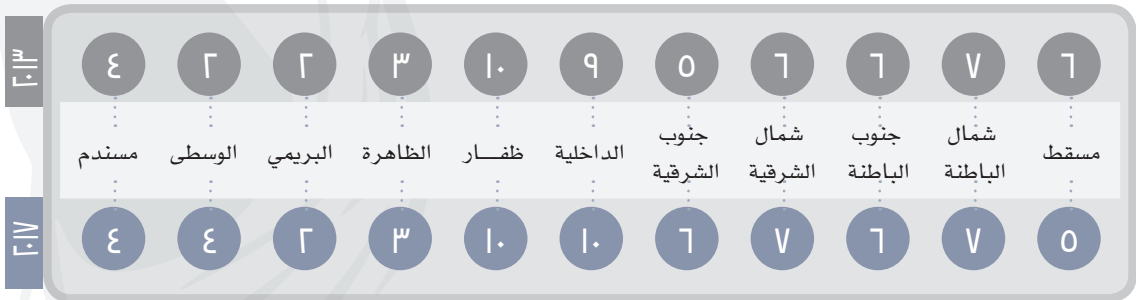 ٢٠١٣
٦ ٧ ٦ ٦ ٥ ٩ ١٠ ٣ ٢ ٢ ٤
مسقط
شمال الباطنة
جنوب الباطنة
شمال الشرقية
جنوب الشرقية
الداخلية
ظفـــار
الظاهرة
البريمي
الوسطى
مسندم
٢٠١٧
٥ ٧ ٦ ٧ ٦ ١٠ ١٠ ٣ ٢ ٤ ٤